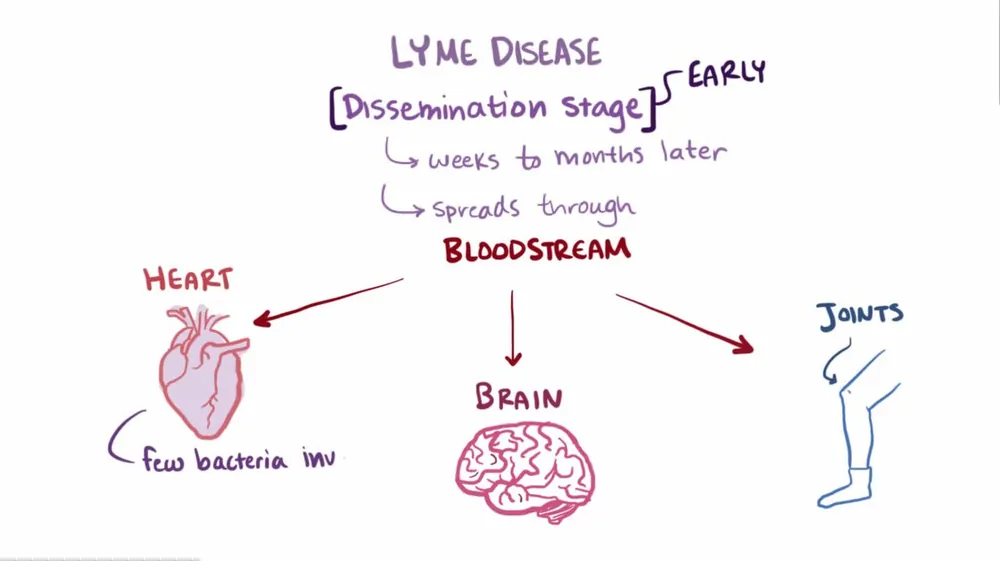 LYME DISEASE
[Dissemination stage]
EARLY
weeks to months later
spreads through
BLOODSTREAM
HEART
JOINTS
BRAIN
few bacteria inv